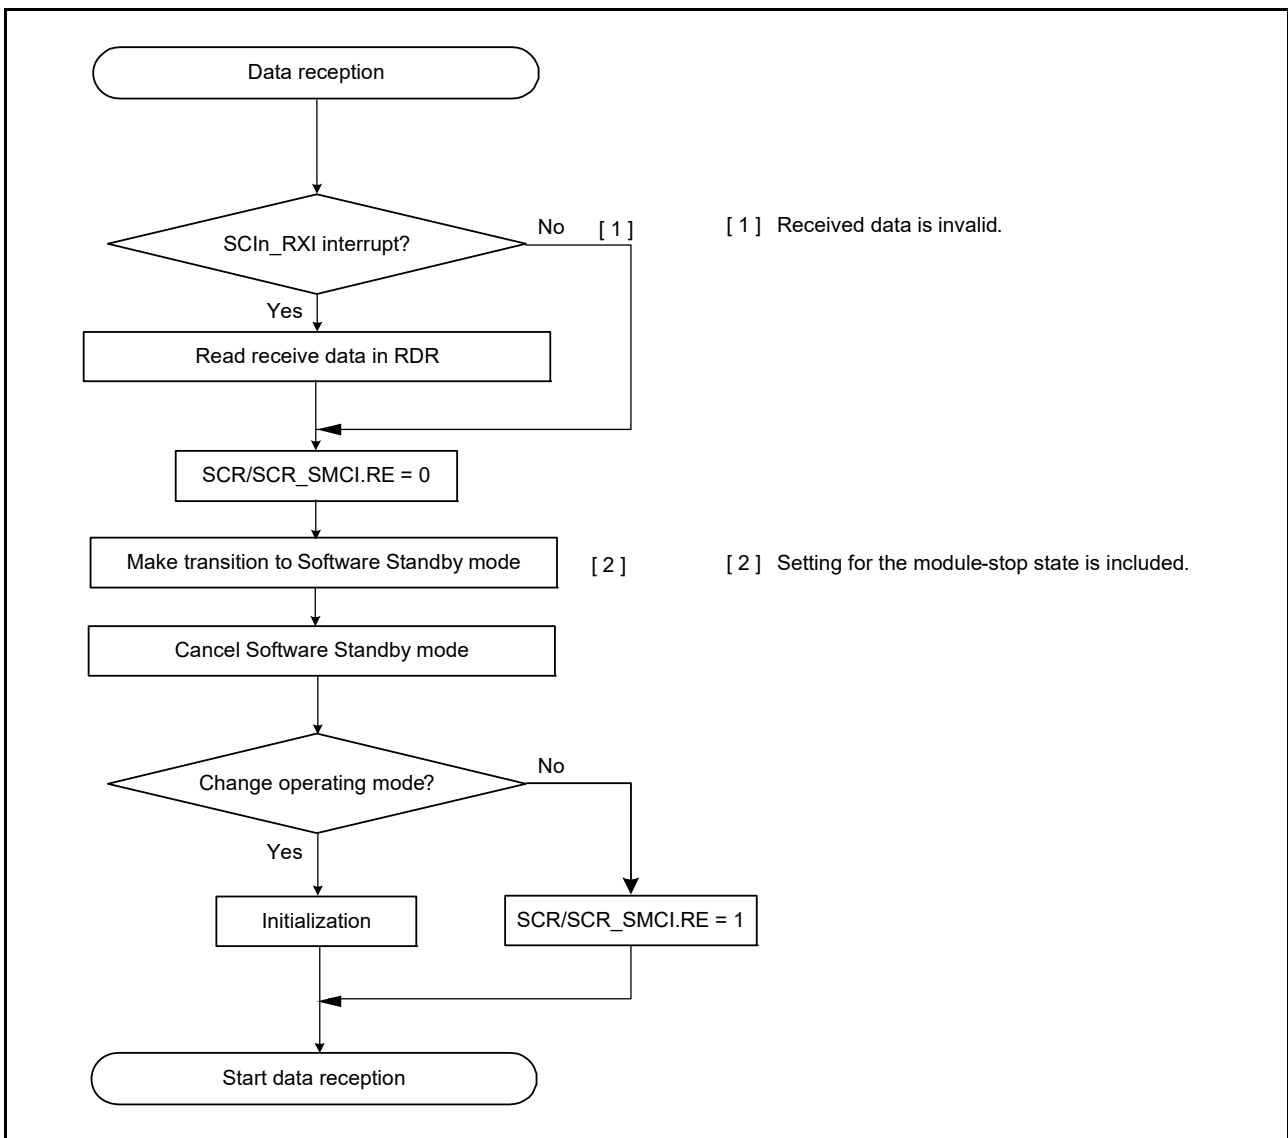 Data reception
SCIn_RXI interrupt?
No [ 1 ]
[ 1 ] Received data is invalid.
Yes
Read receive data in RDR
SCR/SCR_SMCI.RE = 0
Make transition to Software Standby mode
[ 2 ]
[ 2 ] Setting for the module-stop state is included.
Cancel Software Standby mode
Change operating mode?
No
Yes
Initialization
SCR/SCR_SMCI.RE = 1
Start data reception